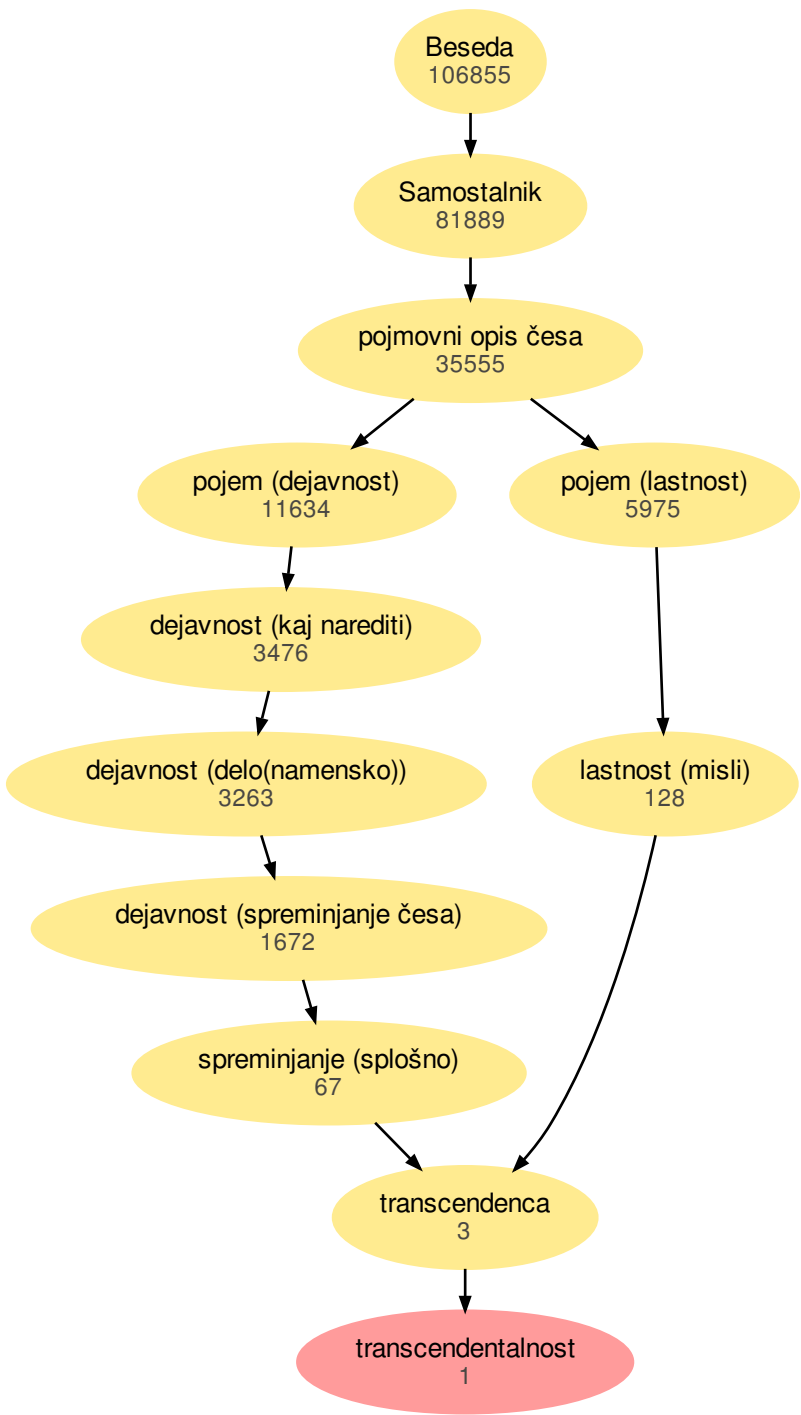 Beseda
106855
Samostalnik
81889
pojmovni opis česa
35555
pojem (dejavnost)
11634
pojem (lastnost)
5975
dejavnost (kaj narediti)
3476
dejavnost (delo(namensko))
3263
lastnost (misli)
128
dejavnost (spreminjanje česa)
1672
spreminjanje (splošno)
67
transcendenca
3
transcendentalnost
1